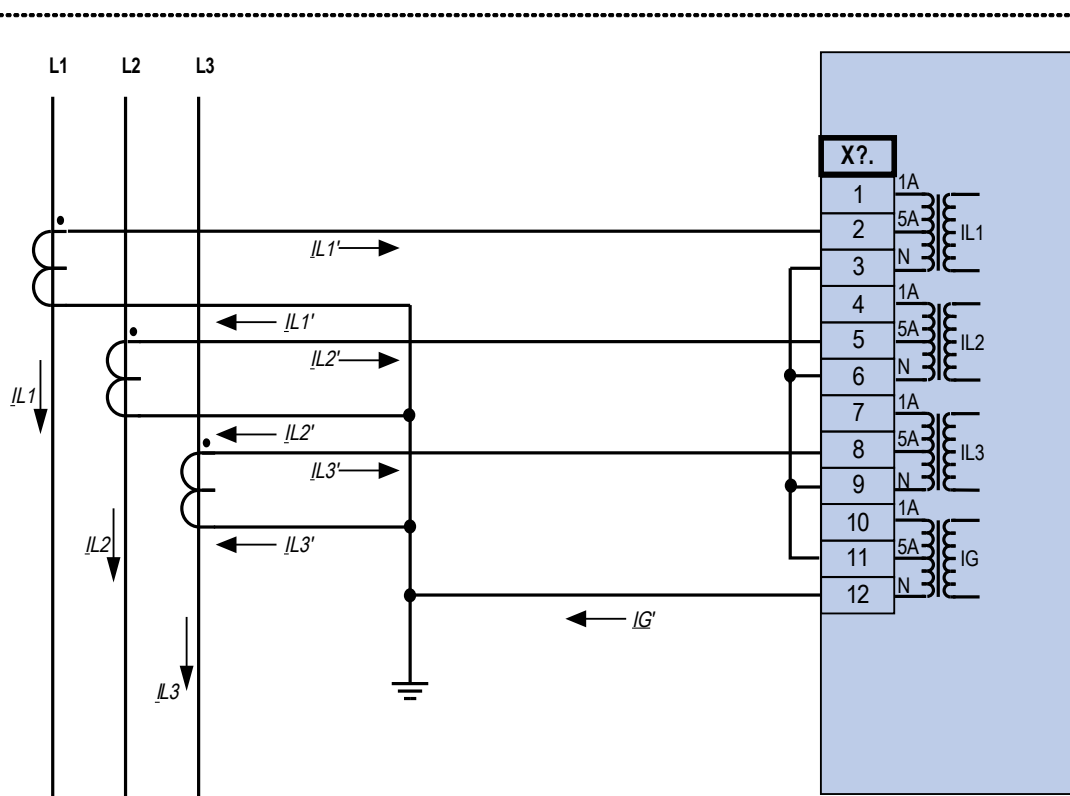 L1 L2 L3
X?.
1 1A
2 5A IL1
3 N
4 1A
5 5A IL2
6 N
7 1A
8 5A IL3
9 N
10 1A
11 5A IG
12 N
IL1'
IL1'
IL2'
IL1
IL2'
IL3'
IL2
IL3'
IG'
IL3